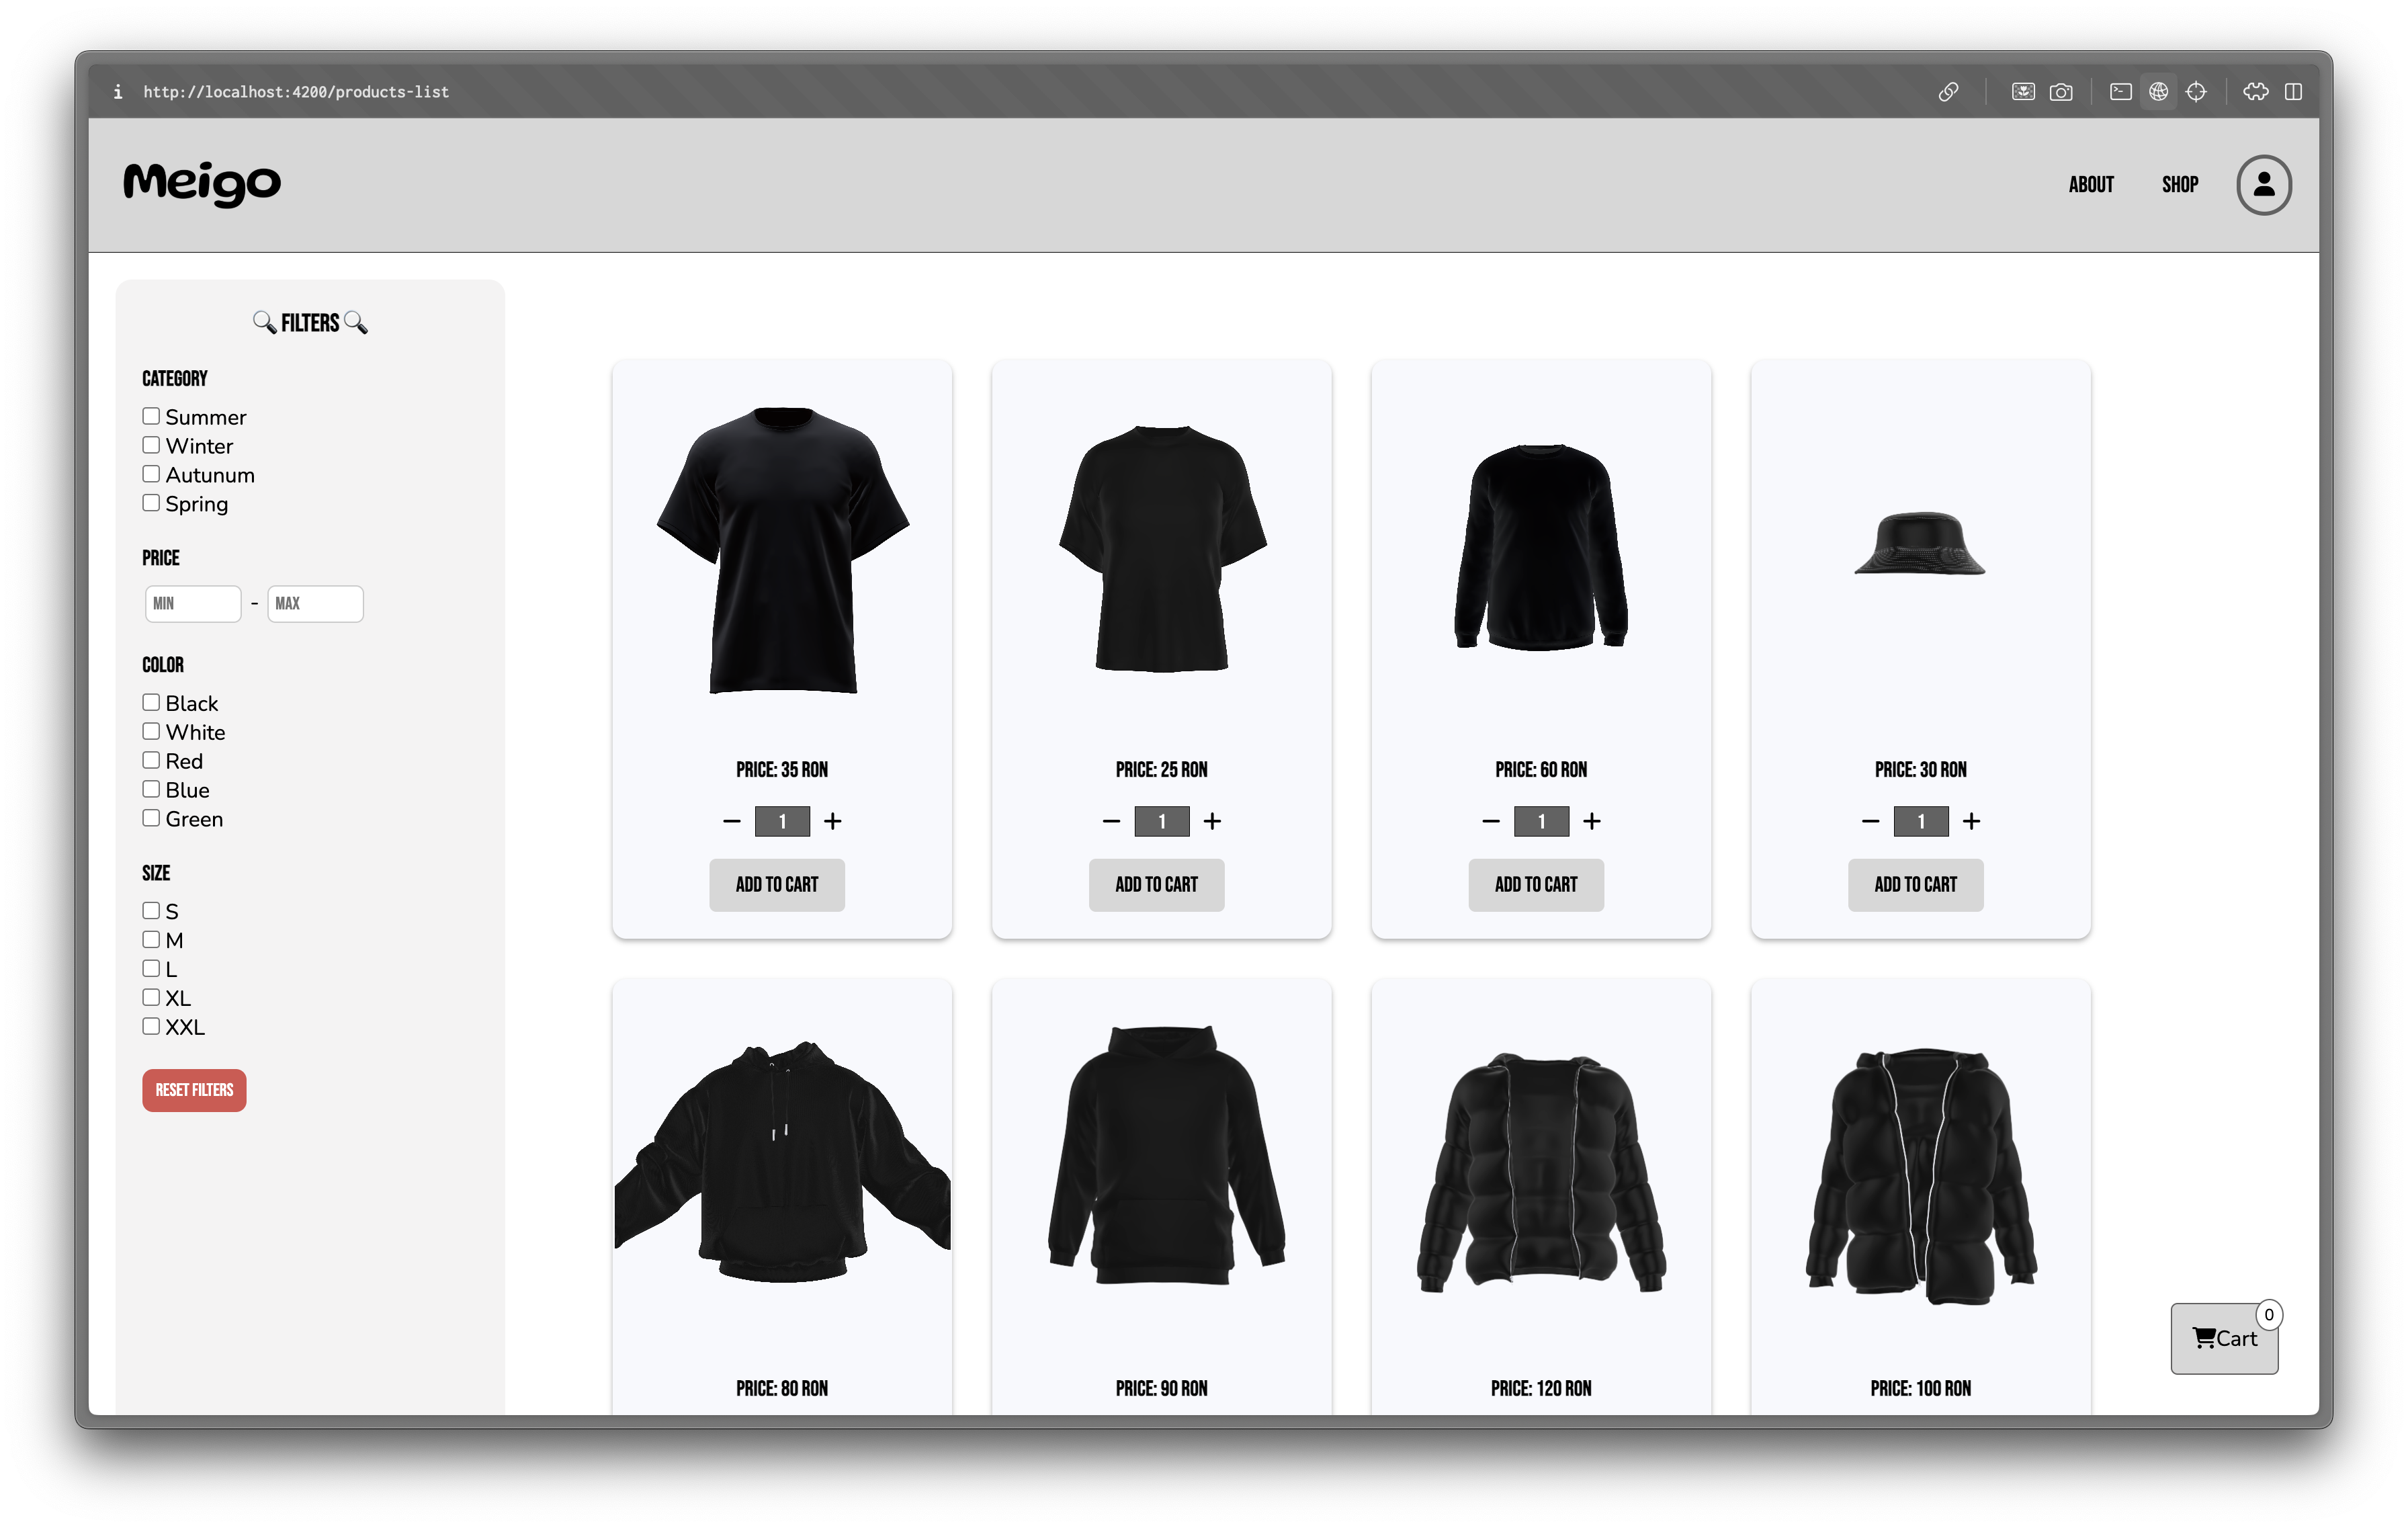 i http://localhost:4200/products-list
Meigo
ABOUT SHOP
FILTERS
CATEGORY
Summer
Winter
Autunum
Spring
PRICE
MIN - MAX
COLOR
Black
White
Red
Blue
Green
SIZE
S
M
L
XL
XXL
RESET FILTERS
PRICE: 35 RON PRICE: 25 RON PRICE: 60 RON PRICE: 30 RON
− 1 + − 1 + − 1 + − 1 +
ADD TO CART ADD TO CART ADD TO CART ADD TO CART
PRICE: 80 RON PRICE: 90 RON PRICE: 120 RON PRICE: 100 RON
0
Cart